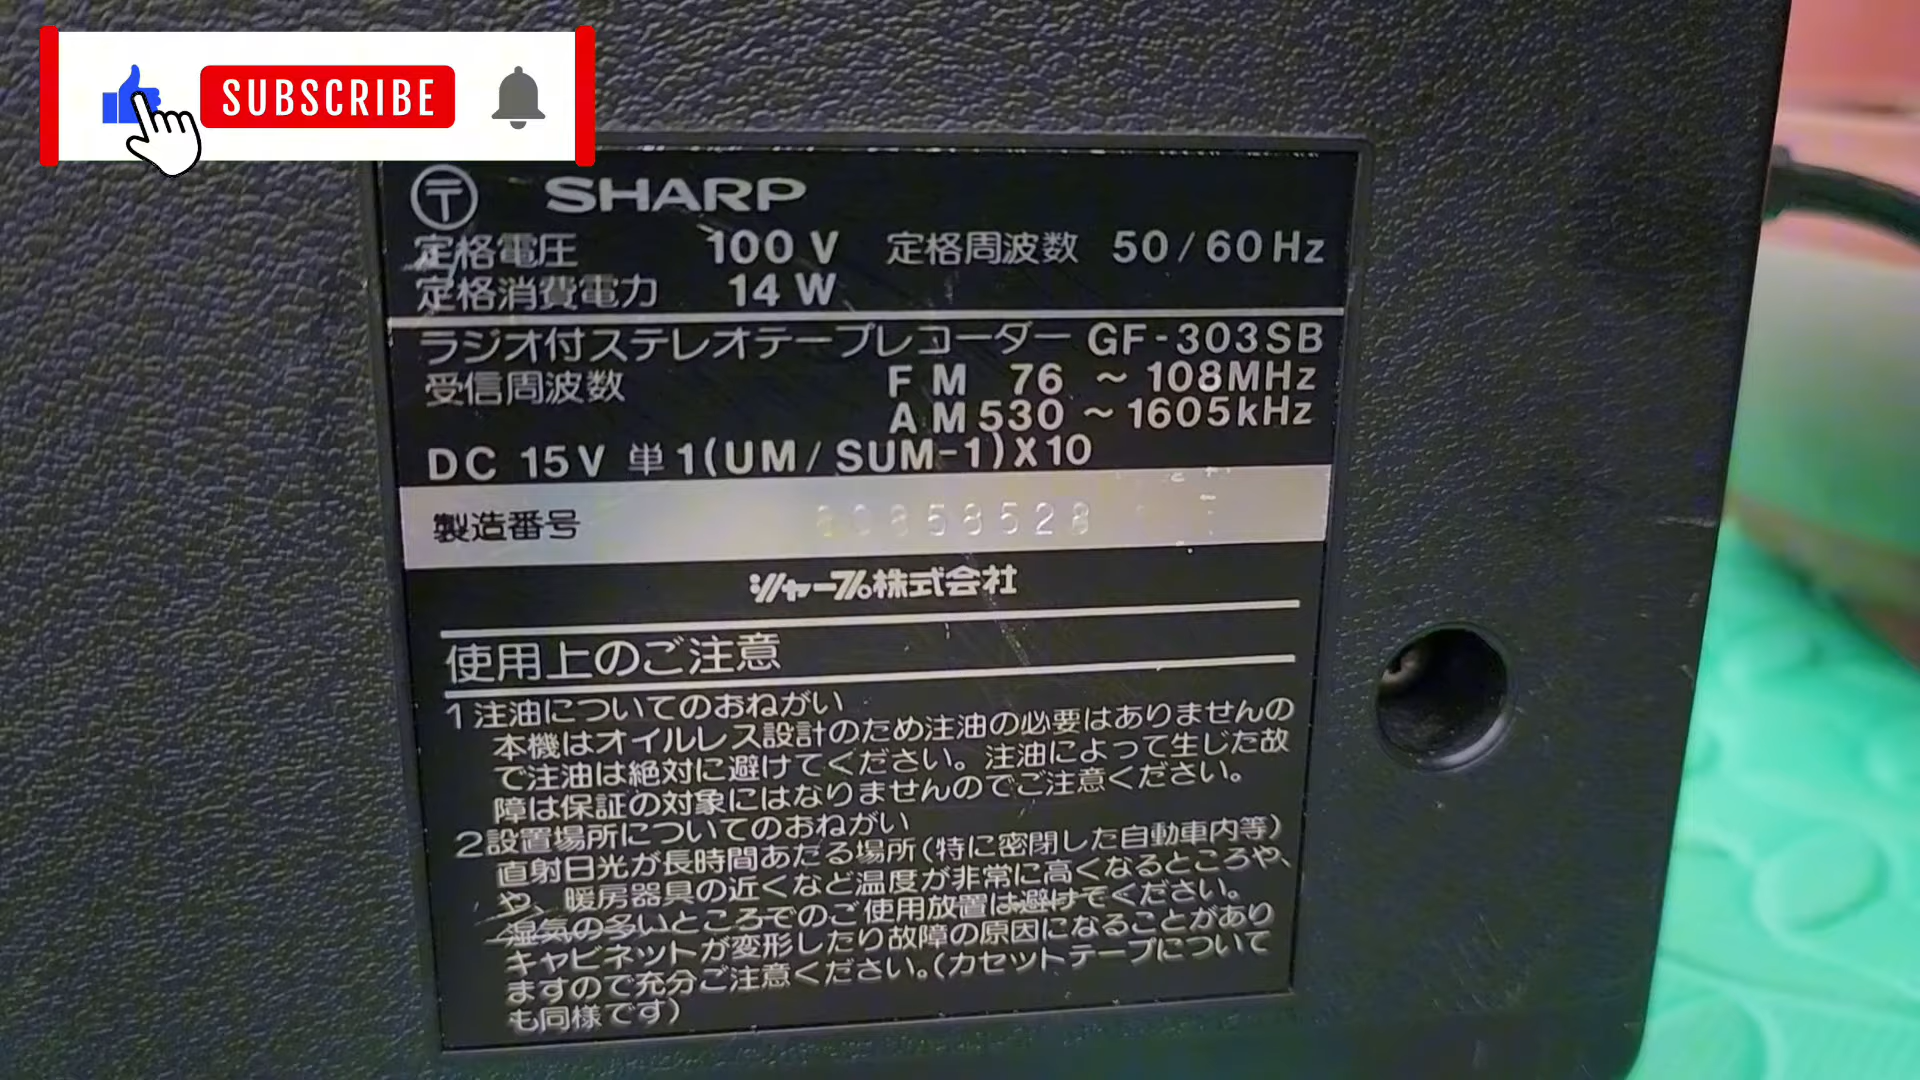 SUBSCRIBE
〒 SHARP
定格電圧 100 V 定格周波数 50/60Hz
定格消費電力 14 W
ラジオ付ステレオテープレコーダー GF-303SB
受信周波数 FM 76 ～ 108MHz
AM 530 ～ 1605kHz
DC 15V 単1(UM/SUM-1)X10
製造番号
シャープ株式会社
使用上のご注意
1 注油についてのおねがい
本機はオイルレス設計のため注油の必要はありませんの
で注油は絶対に避けてください。注油によって生じた故
障は保証の対象にはなりませんのでご注意ください。
2 設置場所についてのおねがい
直射日光が長時間あたる場所(特に密閉した自動車内等)
や、暖房器具の近くなど温度が非常に高くなるところや、
湿気の多いところでのご使用放置は避けてください。
キャビネットが変形したり故障の原因になることがあり
ますので充分ご注意ください。(カセットテープについて
も同様です)